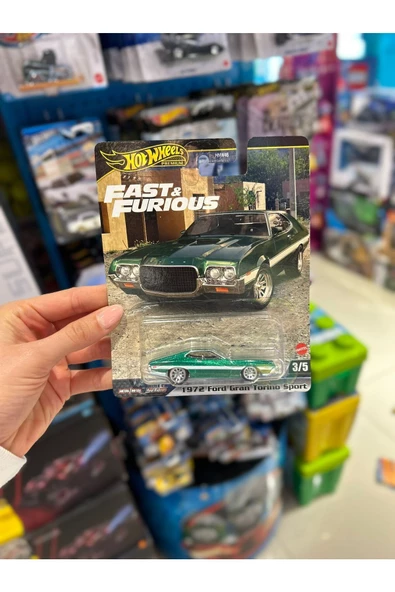 HOT WHEELS
PREMIUM
FAST &
FURIOUS
3/5
1972 Ford Gran Torino Sport